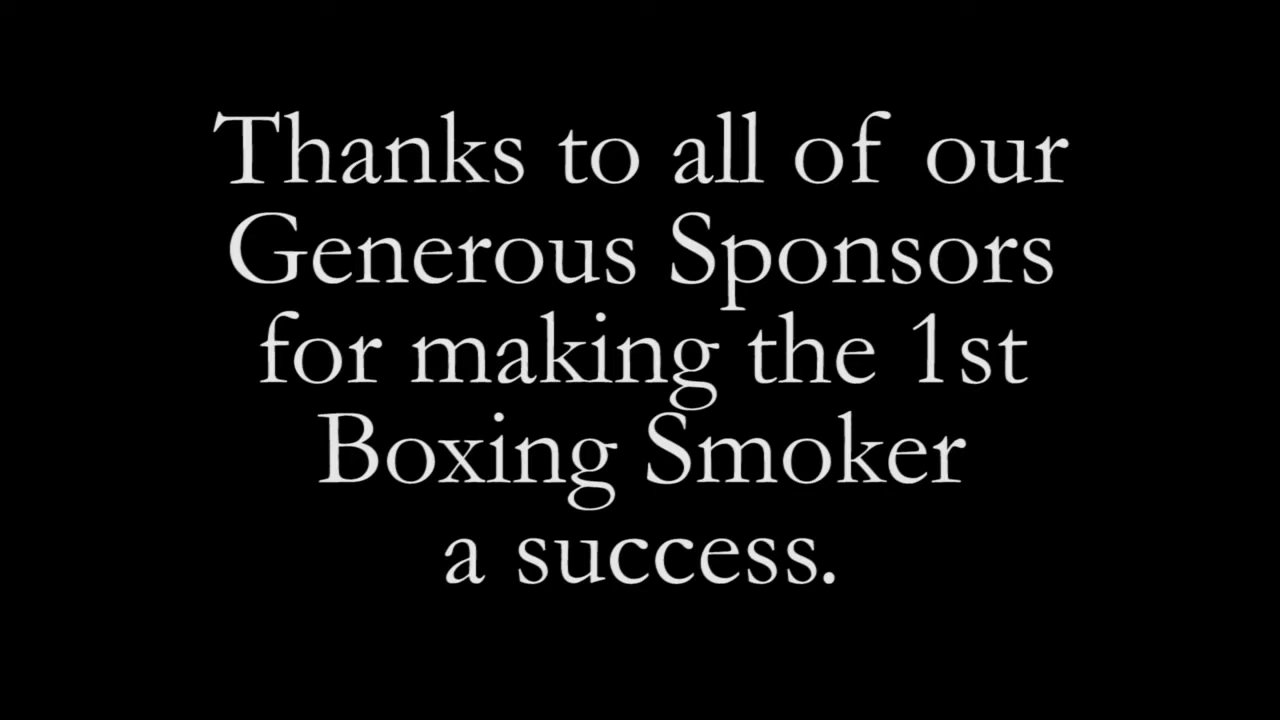 Thanks to all of our
Generous Sponsors
for making the 1st
Boxing Smoker
a success.